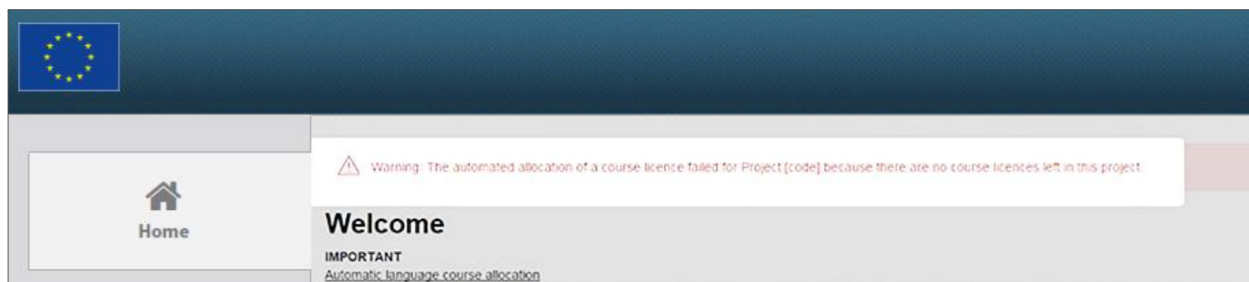 Warning: The automated allocation of a course licence failed for Project [code] because there are no course licences left in this project.
Home
Welcome
IMPORTANT
Automatic language course allocation